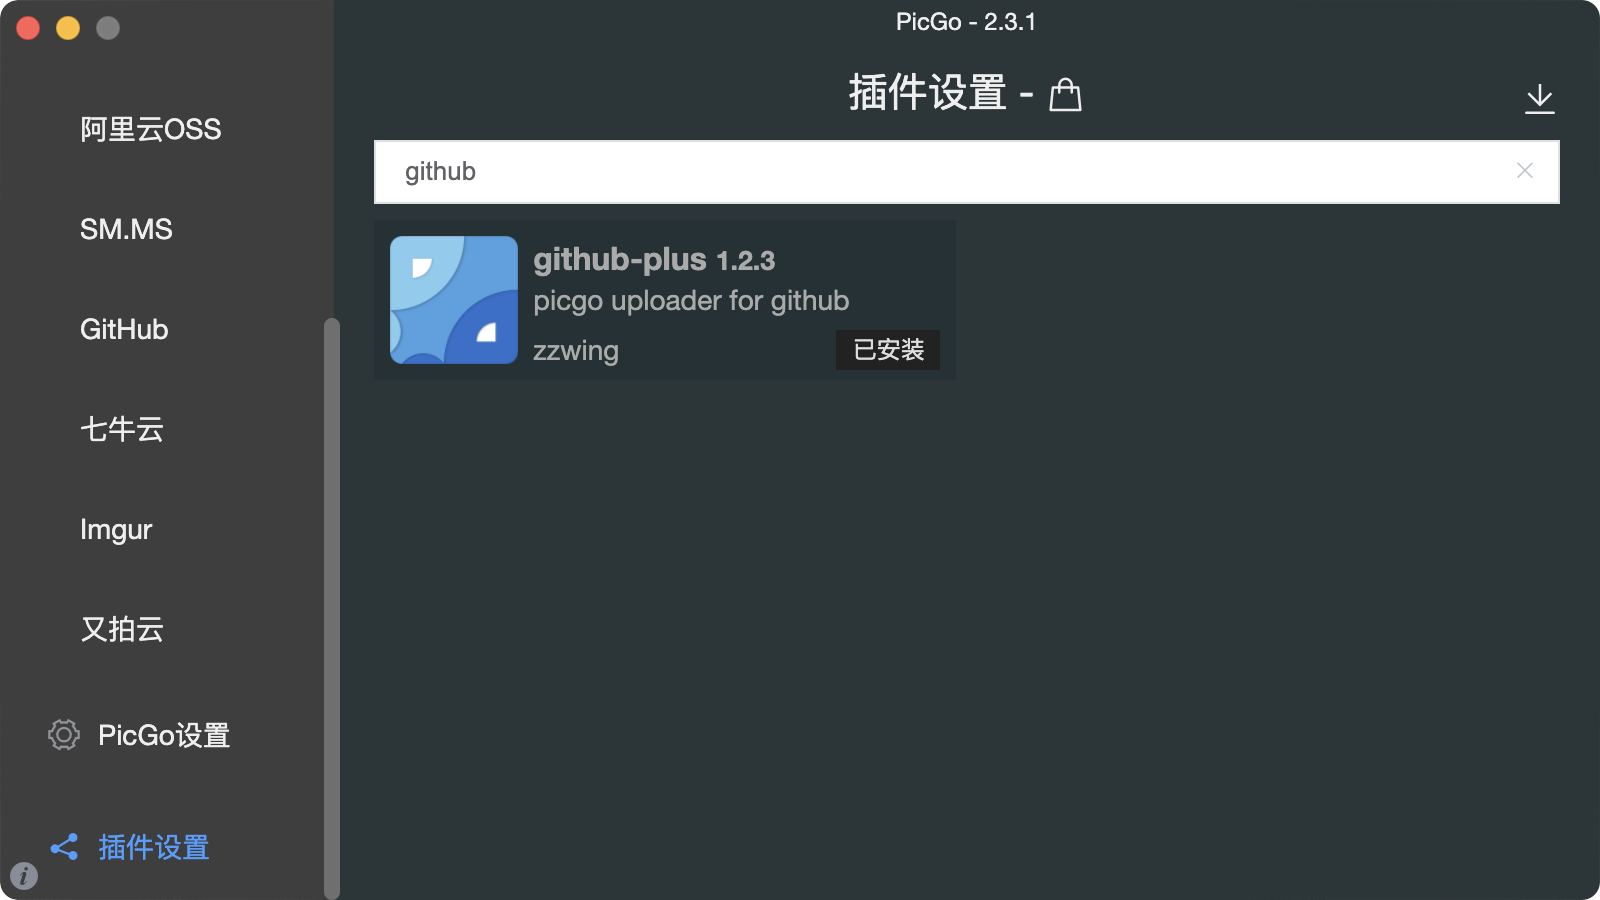 PicGo - 2.3.1
阿里云OSS
SM.MS
GitHub
七牛云
Imgur
又拍云
PicGo设置
插件设置
插件设置 -
github
github-plus 1.2.3
picgo uploader for github
zzwing
已安装